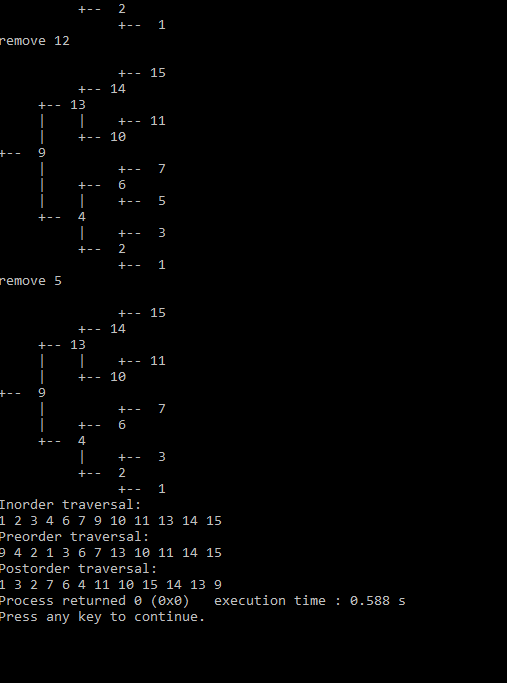 +--  2
               +--  1
remove 12

               +-- 15
          +-- 14
     +-- 13
     |    |    +-- 11
     |    +-- 10
+--  9
     |         +--  7
     |    +--  6
     |    |    +--  5
     +--  4
          |    +--  3
          +--  2
               +--  1
remove 5

               +-- 15
          +-- 14
     +-- 13
     |    |    +-- 11
     |    +-- 10
+--  9
     |         +--  7
     |    +--  6
     +--  4
          |    +--  3
          +--  2
               +--  1
Inorder traversal:
1 2 3 4 6 7 9 10 11 13 14 15
Preorder traversal:
9 4 2 1 3 6 7 13 10 11 14 15
Postorder traversal:
1 3 2 7 6 4 11 10 15 14 13 9
Process returned 0 (0x0)   execution time : 0.588 s
Press any key to continue.